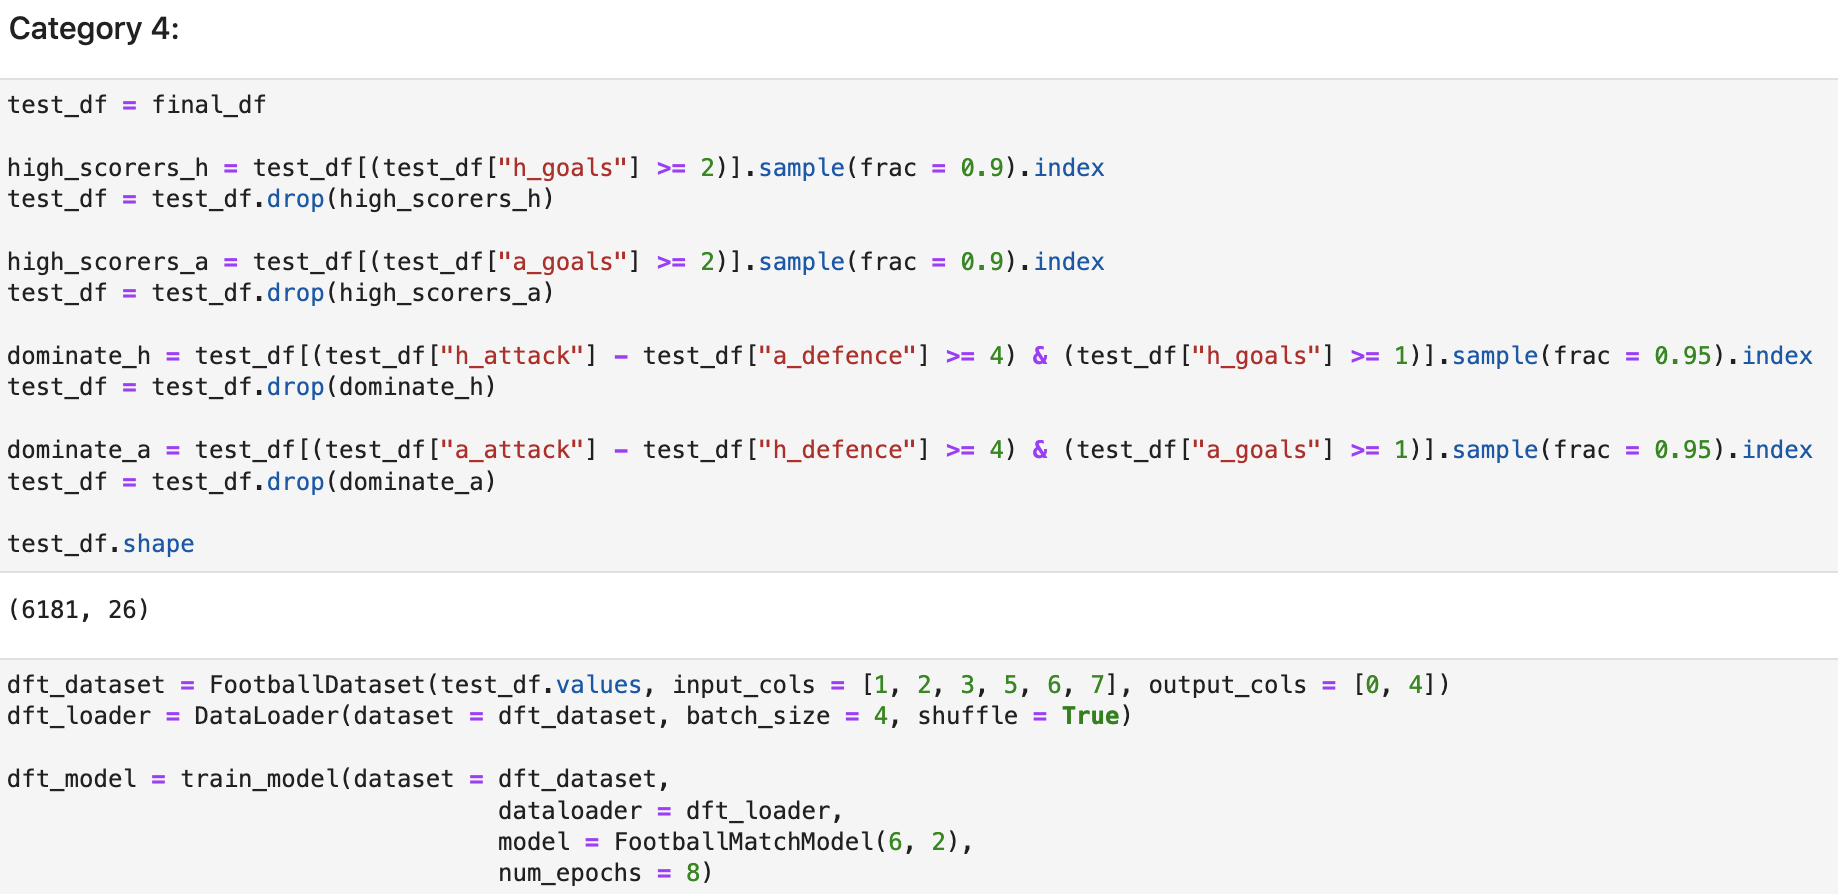 Category 4:
test_df = final_df
high_scorers_h = test_df[(test_df["h_goals"] >= 2)].sample(frac = 0.9).index
test_df = test_df.drop(high_scorers_h)
high_scorers_a = test_df[(test_df["a_goals"] >= 2)].sample(frac = 0.9).index
test_df = test_df.drop(high_scorers_a)
dominate_h = test_df[(test_df["h_attack"] - test_df["a_defence"] >= 4) & (test_df["h_goals"] >= 1)].sample(frac = 0.95).index
test_df = test_df.drop(dominate_h)
dominate_a = test_df[(test_df["a_attack"] - test_df["h_defence"] >= 4) & (test_df["a_goals"] >= 1)].sample(frac = 0.95).index
test_df = test_df.drop(dominate_a)
test_df.shape
(6181, 26)
dft_dataset = FootballDataset(test_df.values, input_cols = [1, 2, 3, 5, 6, 7], output_cols = [0, 4])
dft_loader = DataLoader(dataset = dft_dataset, batch_size = 4, shuffle = True)
dft_model = train_model(dataset = dft_dataset,
dataloader = dft_loader,
model = FootballMatchModel(6, 2),
num_epochs = 8)